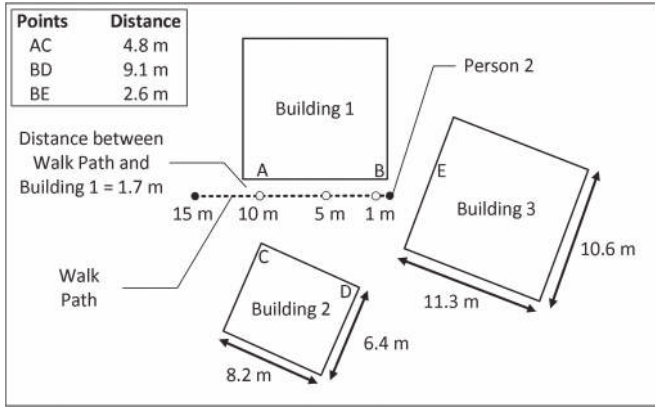 Points Distance
AC 4.8 m
BD 9.1 m
BE 2.6 m
Person 2
Building 1
Distance between
Walk Path and
Building 1 = 1.7 m
A
B
E
Building 3
15 m 10 m 5 m 1 m
10.6 m
Walk
Path
C
D
Building 2
11.3 m
6.4 m
8.2 m